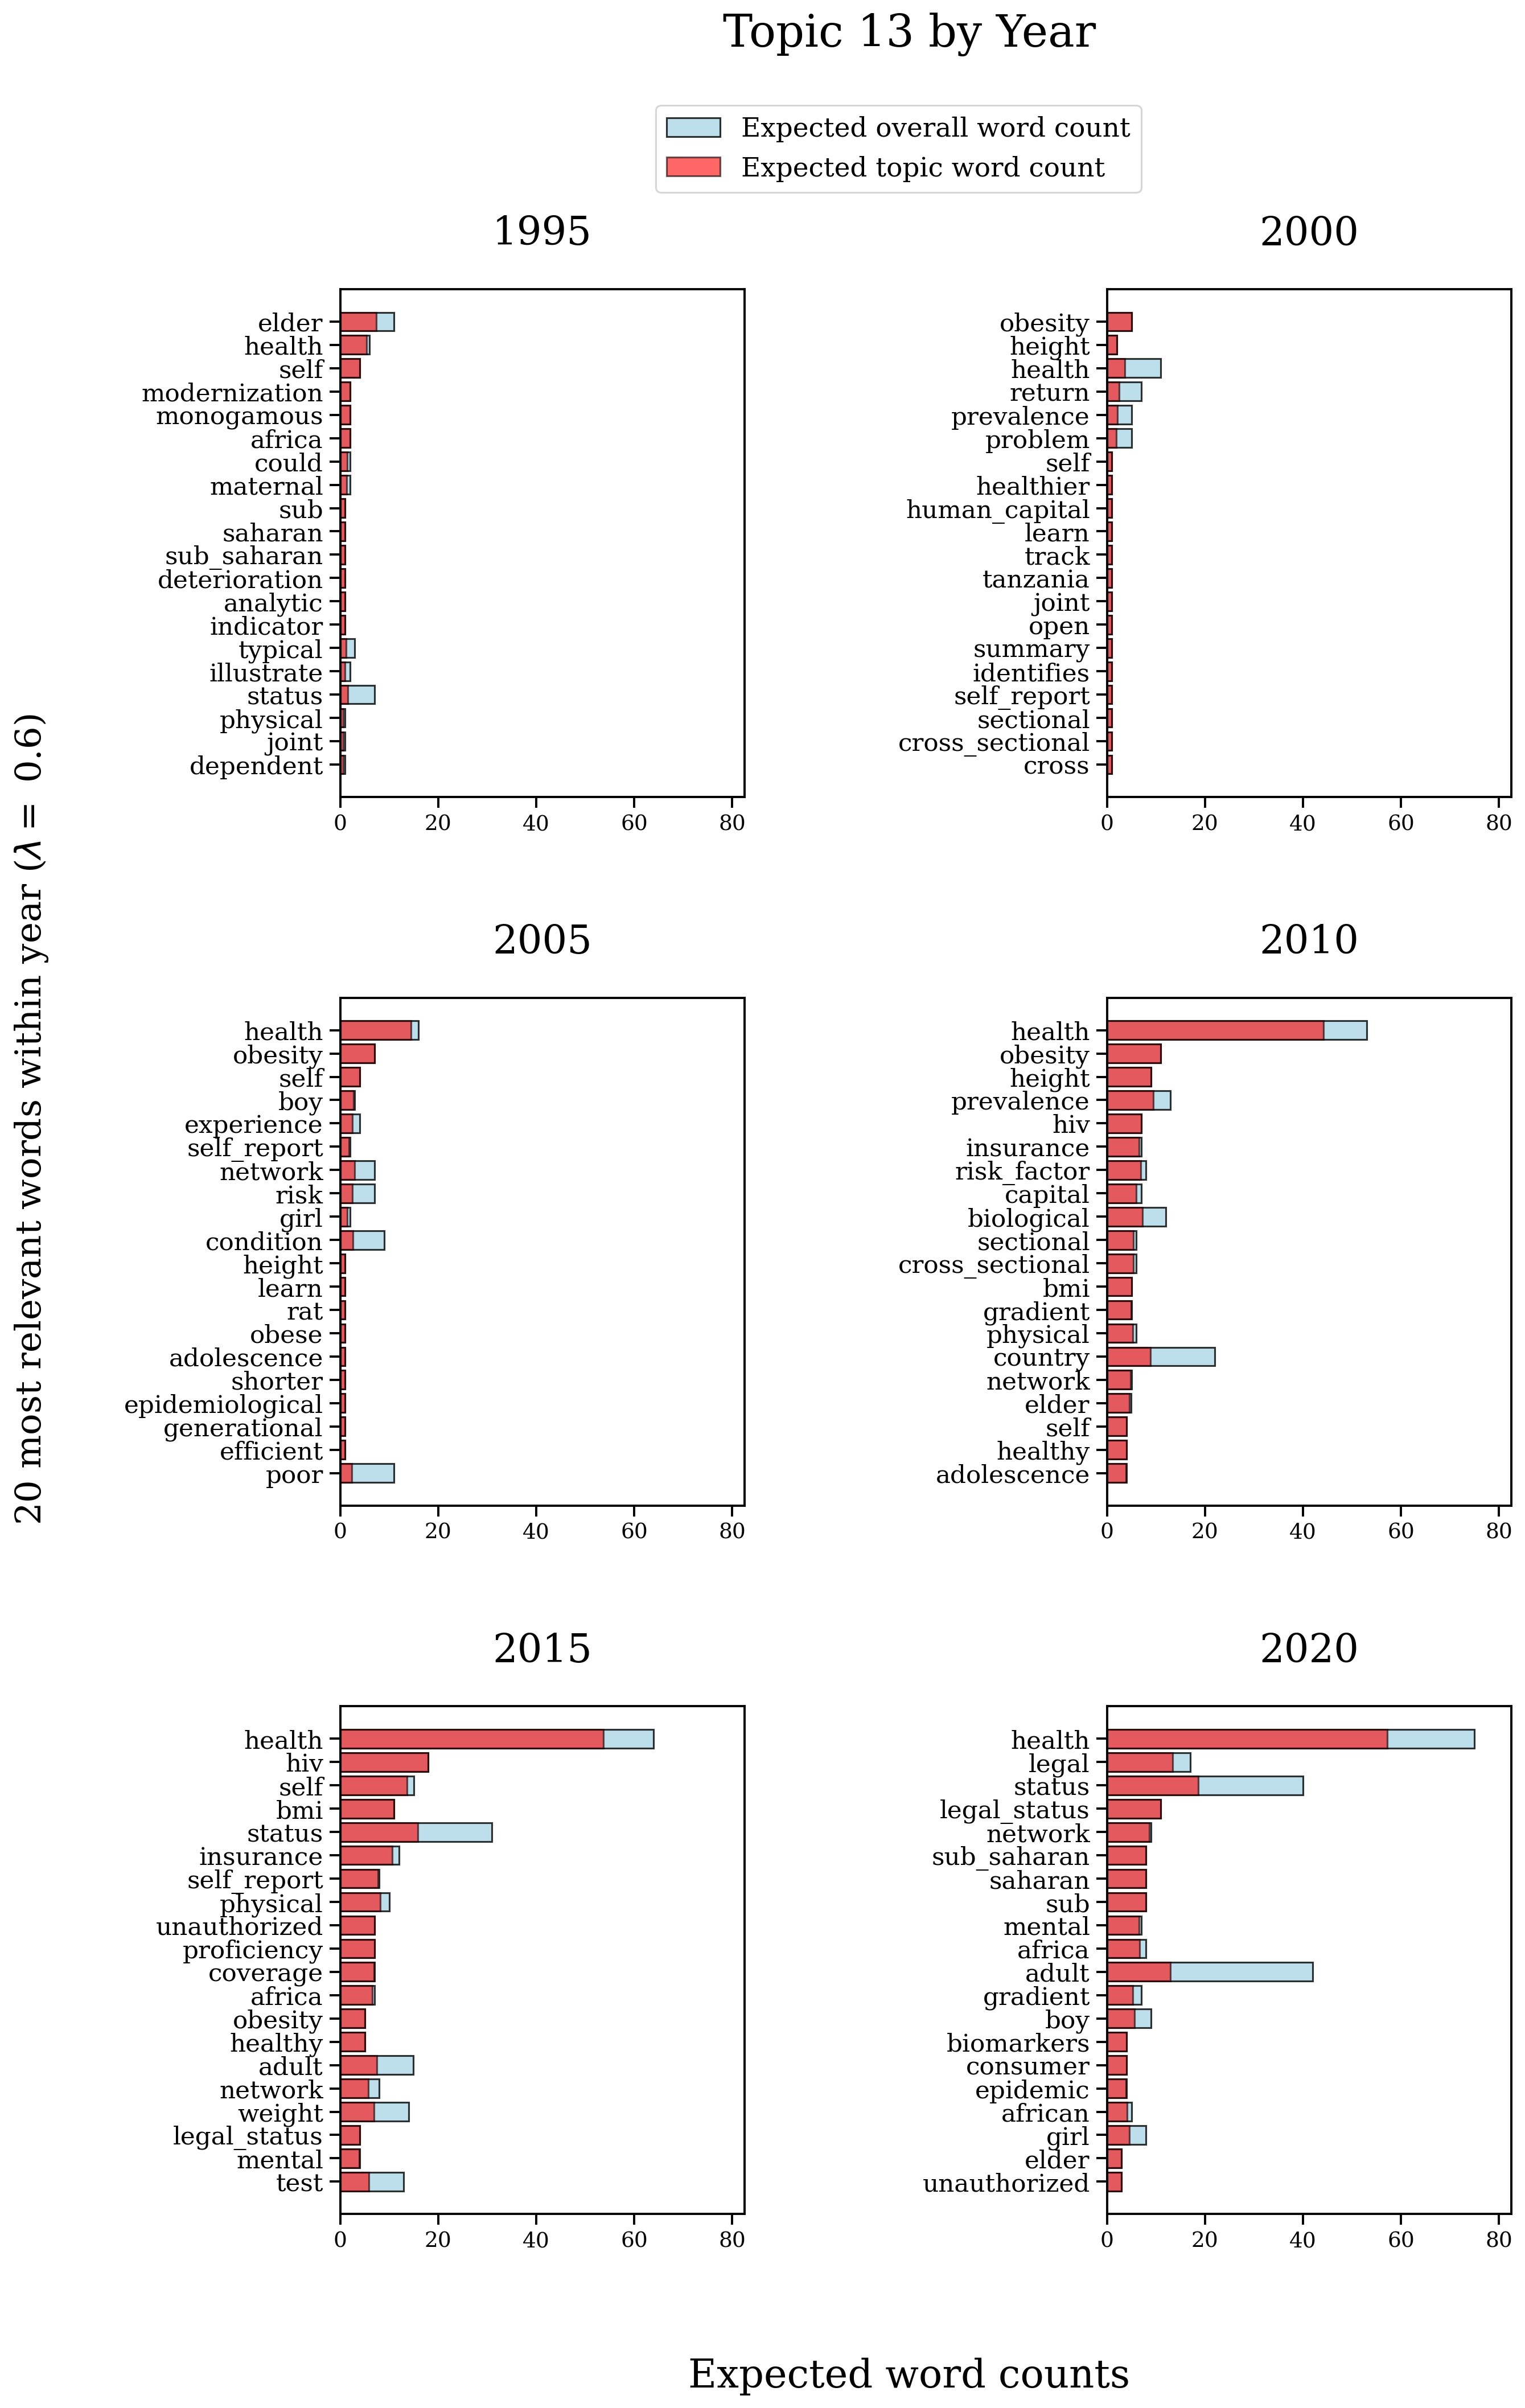 Topic 13 by Year
Expected overall word count
Expected topic word count
20 most relevant words within year (λ = 0.6)
1995
elder
health
self
modernization
monogamous
africa
could
maternal
sub
saharan
sub_saharan
deterioration
analytic
indicator
typical
illustrate
status
physical
joint
dependent
0 20 40 60 80
2000
obesity
height
health
return
prevalence
problem
self
healthier
human_capital
learn
track
tanzania
joint
open
summary
identifies
self_report
sectional
cross_sectional
cross
0 20 40 60 80
2005
health
obesity
self
boy
experience
self_report
network
risk
girl
condition
height
learn
rat
obese
adolescence
shorter
epidemiological
generational
efficient
poor
0 20 40 60 80
2010
health
obesity
height
prevalence
hiv
insurance
risk_factor
capital
biological
sectional
cross_sectional
bmi
gradient
physical
country
network
elder
self
healthy
adolescence
0 20 40 60 80
2015
health
hiv
self
bmi
status
insurance
self_report
physical
unauthorized
proficiency
coverage
africa
obesity
healthy
adult
network
weight
legal_status
mental
test
0 20 40 60 80
2020
health
legal
status
legal_status
network
sub_saharan
saharan
sub
mental
africa
adult
gradient
boy
biomarkers
consumer
epidemic
african
girl
elder
unauthorized
0 20 40 60 80
Expected word counts